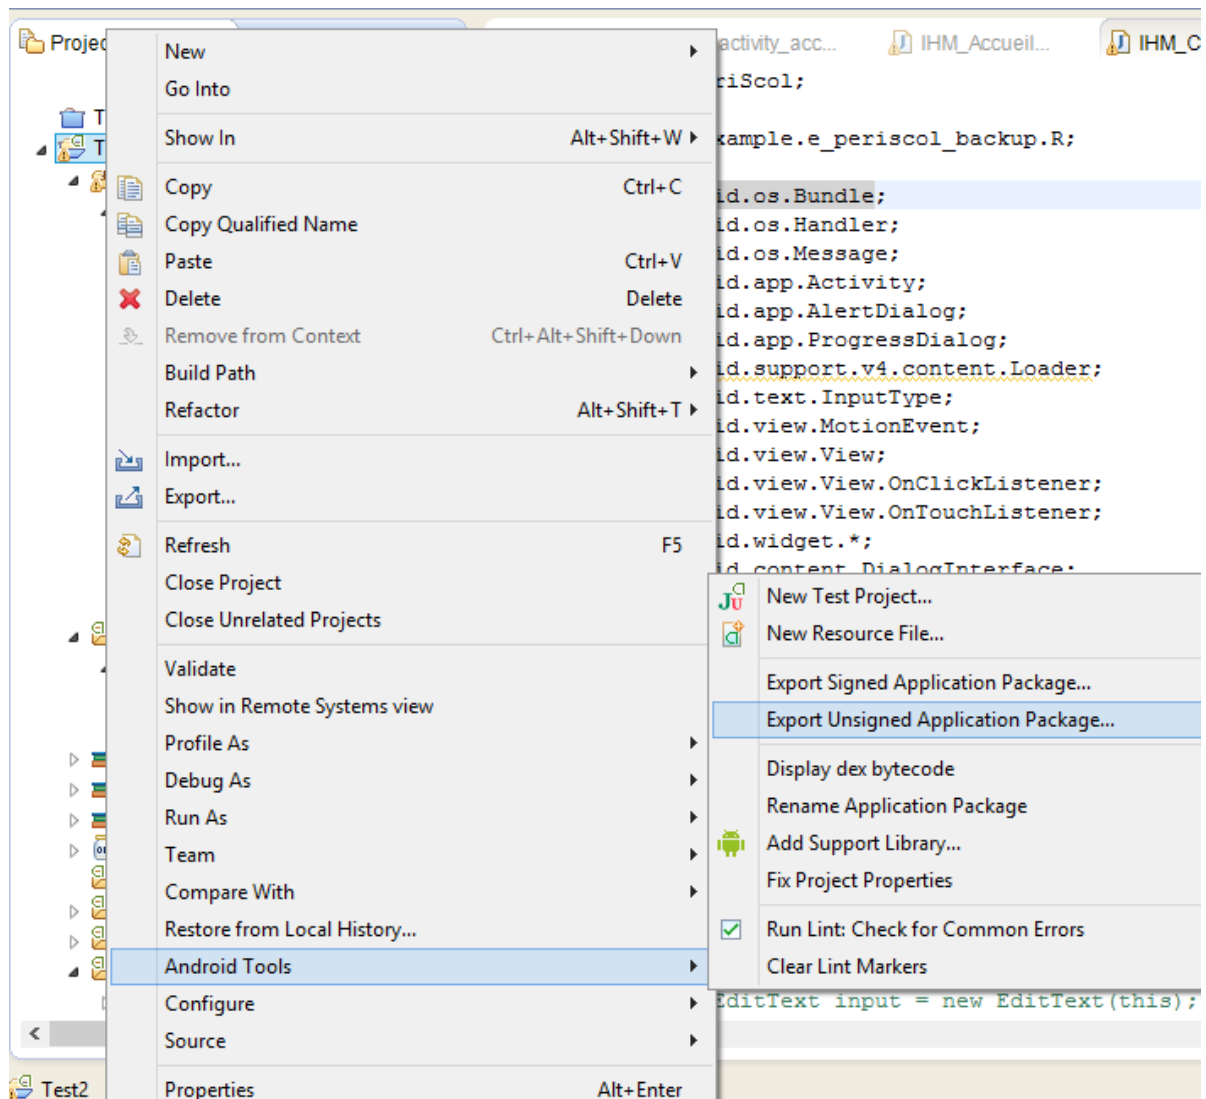 Projec
activity_acc...
IHM_Accueil...
IHM_C
T
T
New
Go Into
Show In Alt+Shift+W
Copy Ctrl+C
Copy Qualified Name
Paste Ctrl+V
Delete Delete
Remove from Context Ctrl+Alt+Shift+Down
Build Path
Refactor Alt+Shift+T
Import...
Export...
Refresh F5
Close Project
Close Unrelated Projects
Validate
Show in Remote Systems view
Profile As
Debug As
Run As
Team
Compare With
Restore from Local History...
Android Tools
Configure
Source
Properties Alt+Enter
riScol;
xample.e_periscol_backup.R;
id.os.Bundle;
id.os.Handler;
id.os.Message;
id.app.Activity;
id.app.AlertDialog;
id.app.ProgressDialog;
id.support.v4.content.Loader;
id.text.InputType;
id.view.MotionEvent;
id.view.View;
id.view.View.OnClickListener;
id.view.View.OnTouchListener;
id.widget.*;
id.content.DialogInterface;
New Test Project...
New Resource File...
Export Signed Application Package...
Export Unsigned Application Package...
Display dex bytecode
Rename Application Package
Add Support Library...
Fix Project Properties
Run Lint: Check for Common Errors
Clear Lint Markers
EditText input = new EditText(this);
Test2